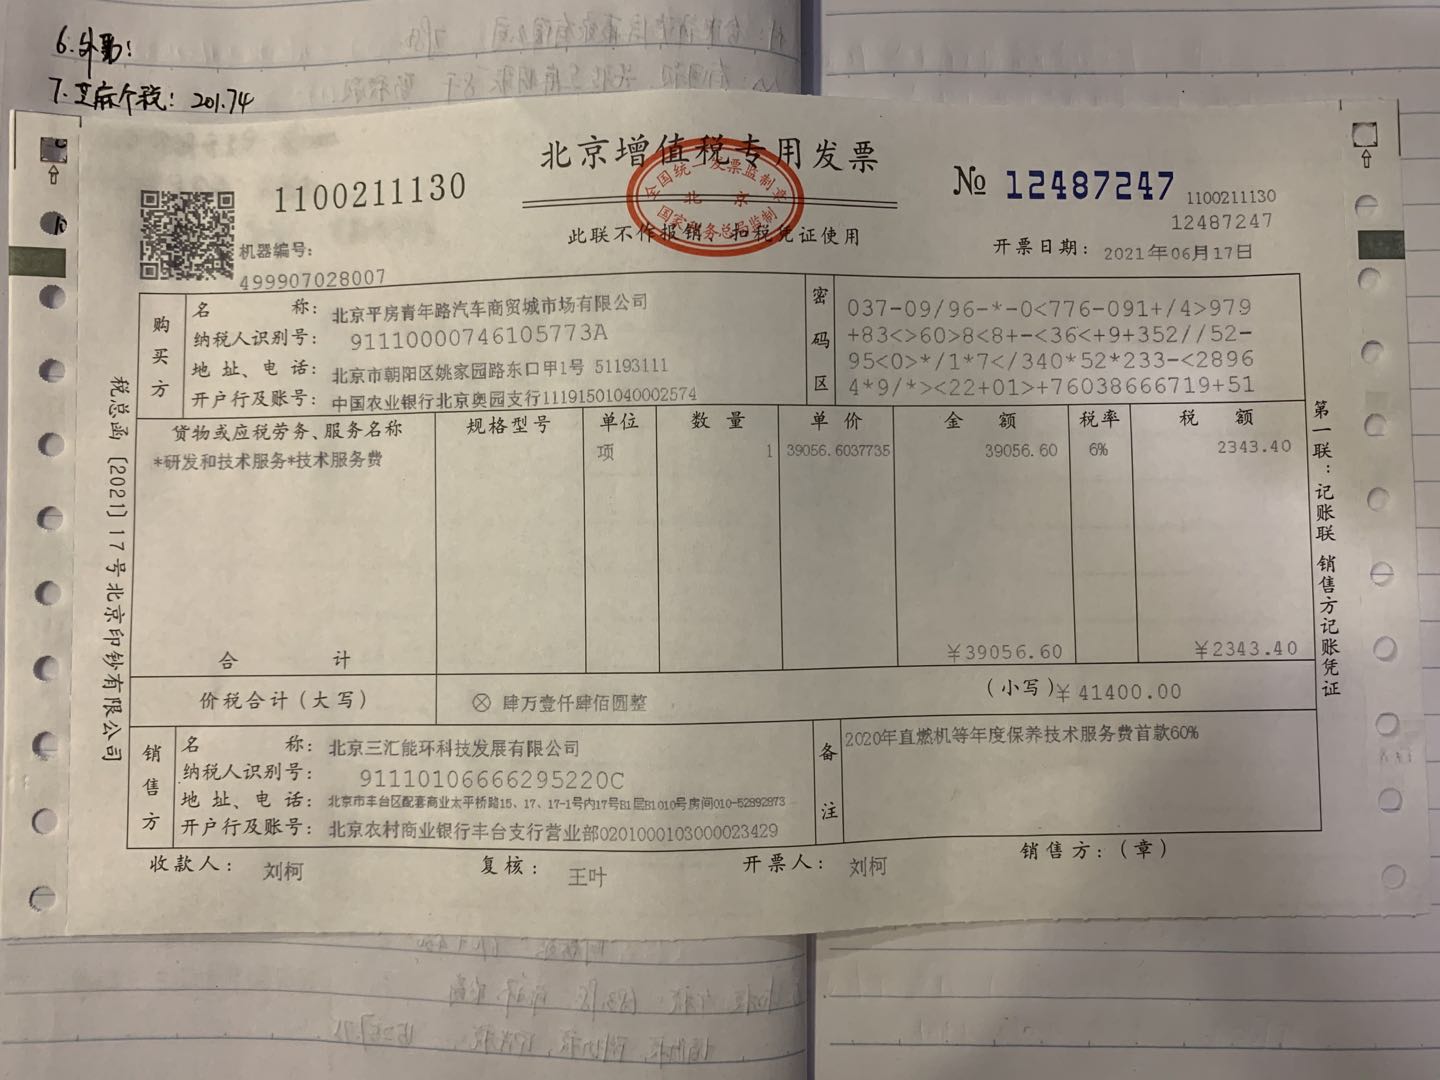 6.外勤:
7.芝麻个税: 201.74
北京增值税专用发票
1100211130
№ 12487247
1100211130
12487247
全国统一发票监制章
北京
国家税务总局监制
此联不作报销、扣税凭证使用
开票日期: 2021年06月17日
机器编号:
499907028007
购买方
名称: 北京平房青年路汽车商贸城市场有限公司
纳税人识别号: 91110000746105773A
地址、电话: 北京市朝阳区姚家园路东口甲1号 51193111
开户行及账号: 中国农业银行北京奥园支行11191501040002574
密码区
037-09/96-*-0<776-091+/4>979
+83<>60>8<8+-<36<+9+352//52-
95<0>*/1*7</340*52*233-<2896
4*9/*><22+01>+76038666719+51
货物或应税劳务、服务名称 规格型号 单位 数量 单价 金额 税率 税额
*研发和技术服务*技术服务费 项 1 39056.6037735 39056.60 6% 2343.40
合计 ¥39056.60 ¥2343.40
价税合计(大写) ⊗ 肆万壹仟肆佰圆整 (小写)¥41400.00
销售方
名称: 北京三汇能环科技发展有限公司
纳税人识别号: 91110106666295220C
地址、电话: 北京市丰台区配套商业太平桥路15、17、17-1号内17号B1层B1010号房间010-52892873
开户行及账号: 北京农村商业银行丰台支行营业部0201000103000023429
备注
2020年直燃机等年度保养技术服务费首款60%
收款人: 刘柯 复核: 王叶 开票人: 刘柯 销售方:(章)
税总函[2021]17号北京印钞有限公司
第一联:记账联 销售方记账凭证